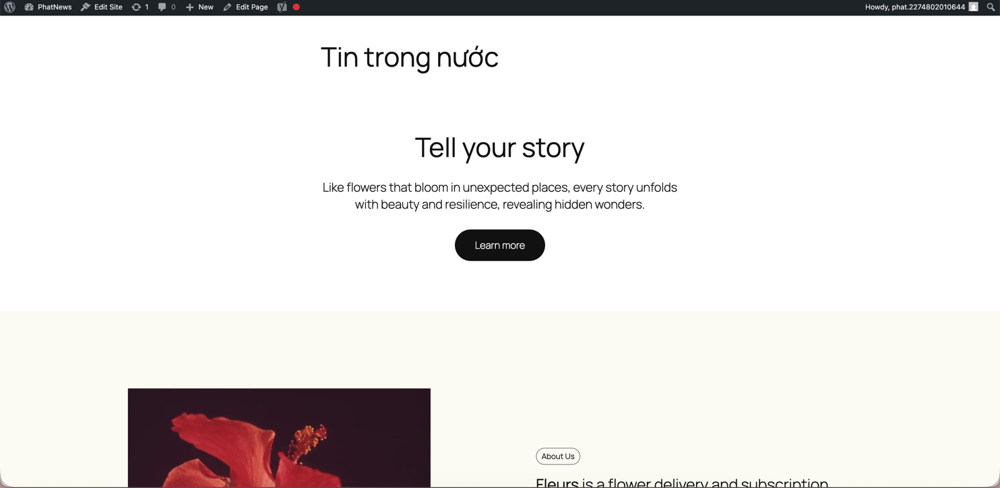 PhatNews Edit Site 1 0 New Edit Page Howdy, phat.2274802010644
Tin trong nước
Tell your story
Like flowers that bloom in unexpected places, every story unfolds
with beauty and resilience, revealing hidden wonders.
Learn more
About Us
Fleurs is a flower delivery and subscription